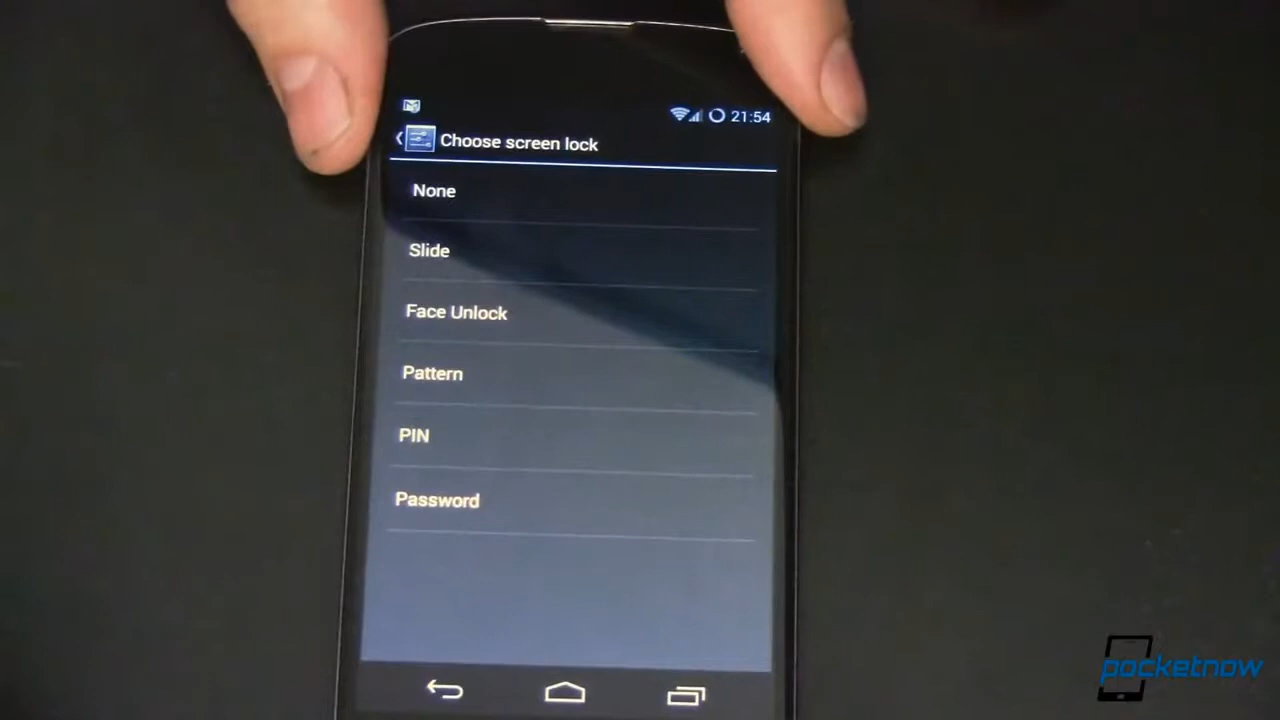 21:54
Choose screen lock
None
Slide
Face Unlock
Pattern
PIN
Password
pocketnow